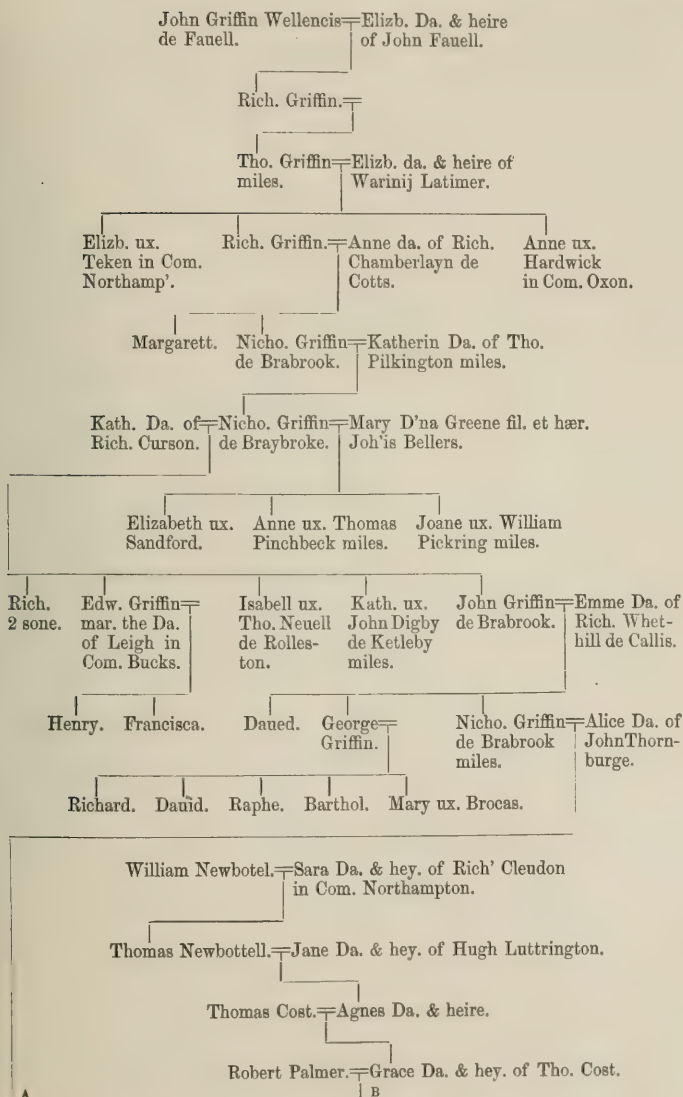 John Griffin Wellencis Elizb. Da. & heire
de Fauell. of John Fauell.
Rich. Griffin.
Tho. Griffin Elizb. da. & heire of
miles. Warinij Latimer.
Elizb. ux. Rich. Griffin. Anne da. of Rich. Anne ux.
Teken in Com. Chamberlayn de Hardwick
Northamp'. Cotts. in Com. Oxon.
Margarett. Nicho. Griffin Katherin Da. of Tho.
de Brabrook. Pilkington miles.
Kath. Da. of Nicho. Griffin Mary D'na Greene fil. et hær.
Rich. Curson. de Braybroke. Joh'is Bellers.
Elizabeth ux. Anne ux. Thomas Joane ux. William
Sandford. Pinchbeck miles. Pickring miles.
Rich. Edw. Griffin Isabell ux. Kath. ux. John Griffin Emme Da. of
2 sone. mar. the Da. Tho. Neuell John Digby de Brabrook. Rich. Whet-
of Leigh in de Rolles- de Ketleby hill de Callis.
Com. Bucks. ton. miles.
Henry. Francisca. Daued. George Nicho. Griffin Alice Da. of
Griffin. de Brabrook JohnThorn-
miles. burge.
Richard. Dauid. Raphe. Barthol. Mary ux. Brocas.
William Newbotel. Sara Da. & hey. of Rich' Cleudon
in Com. Northampton.
Thomas Newbottell. Jane Da. & hey. of Hugh Luttrington.
Thomas Cost. Agnes Da. & heire.
Robert Palmer. Grace Da. & hey. of Tho. Cost.
A B